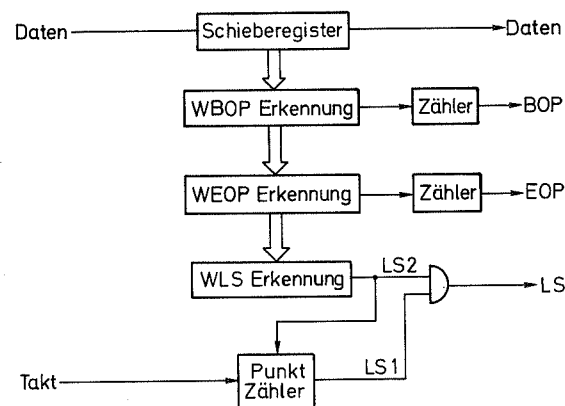 Daten
Schieberegister
Daten
WBOP Erkennung
Zähler
BOP
WEOP Erkennung
Zähler
EOP
WLS Erkennung
LS2
LS
Takt
Punkt
Zähler
LS1